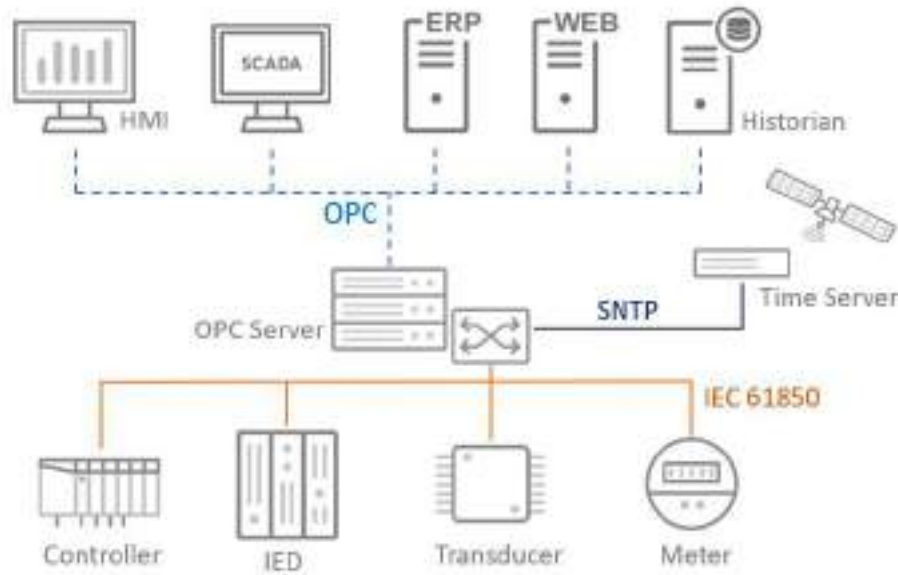 ERP
WEB
SCADA
HMI
Historian
OPC
Time Server
SNTP
OPC Server
IEC 61850
Controller
IED
Transducer
Meter